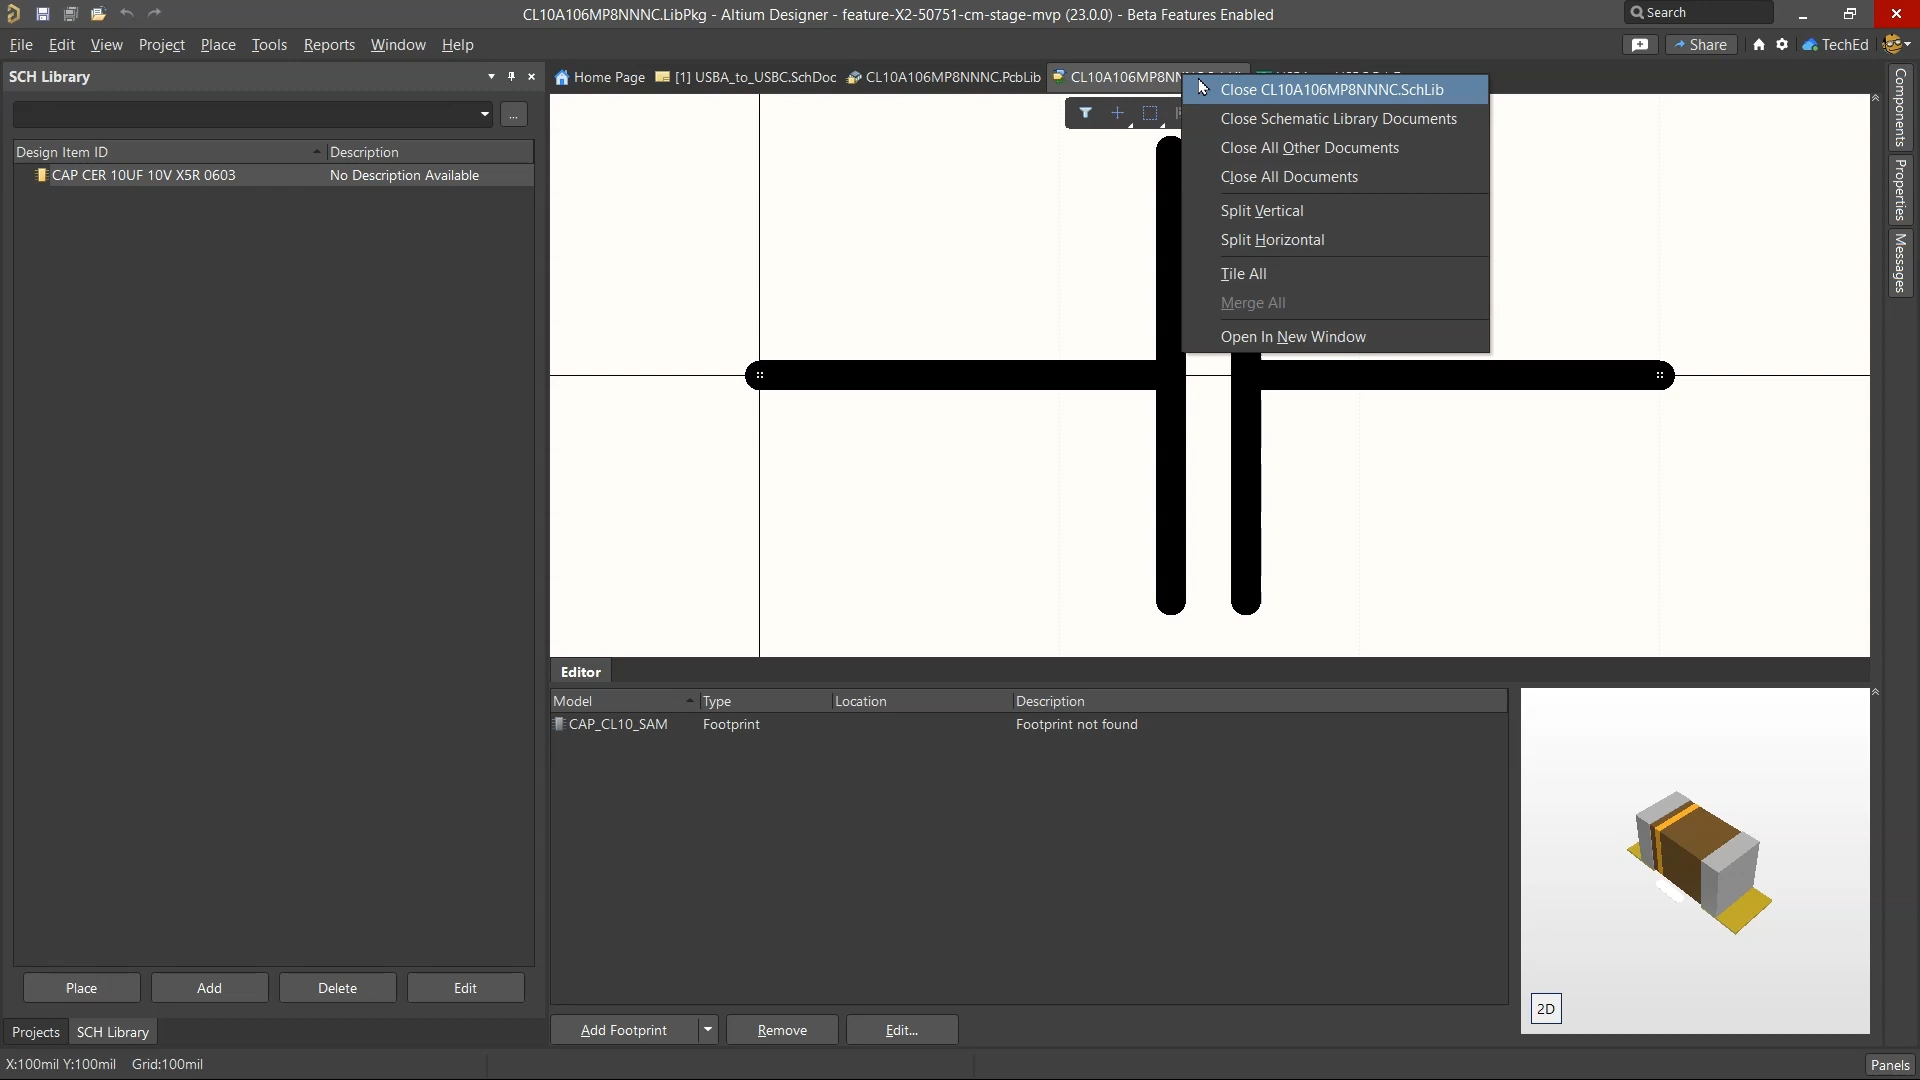 CL10A106MP8NNNC.LibPkg - Altium Designer - feature-X2-50751-cm-stage-mvp (23.0.0) - Beta Features Enabled
Search
File Edit View Project Place Tools Reports Window Help
Share
TechEd
SCH Library
Home Page
[1] USBA_to_USBC.SchDoc
CL10A106MP8NNNC.PcbLib
Close CL10A106MP8NNNC.SchLib
Close Schematic Library Documents
Close All Other Documents
Close All Documents
Split Vertical
Split Horizontal
Tile All
Merge All
Open In New Window
...
Design Item ID Description
CAP CER 10UF 10V X5R 0603 No Description Available
Components
Properties
Messages
Editor
Model Type Location Description
CAP_CL10_SAM Footprint Footprint not found
2D
Place Add Delete Edit
Add Footprint Remove Edit...
Projects SCH Library
X:100mil Y:100mil Grid:100mil
Panels